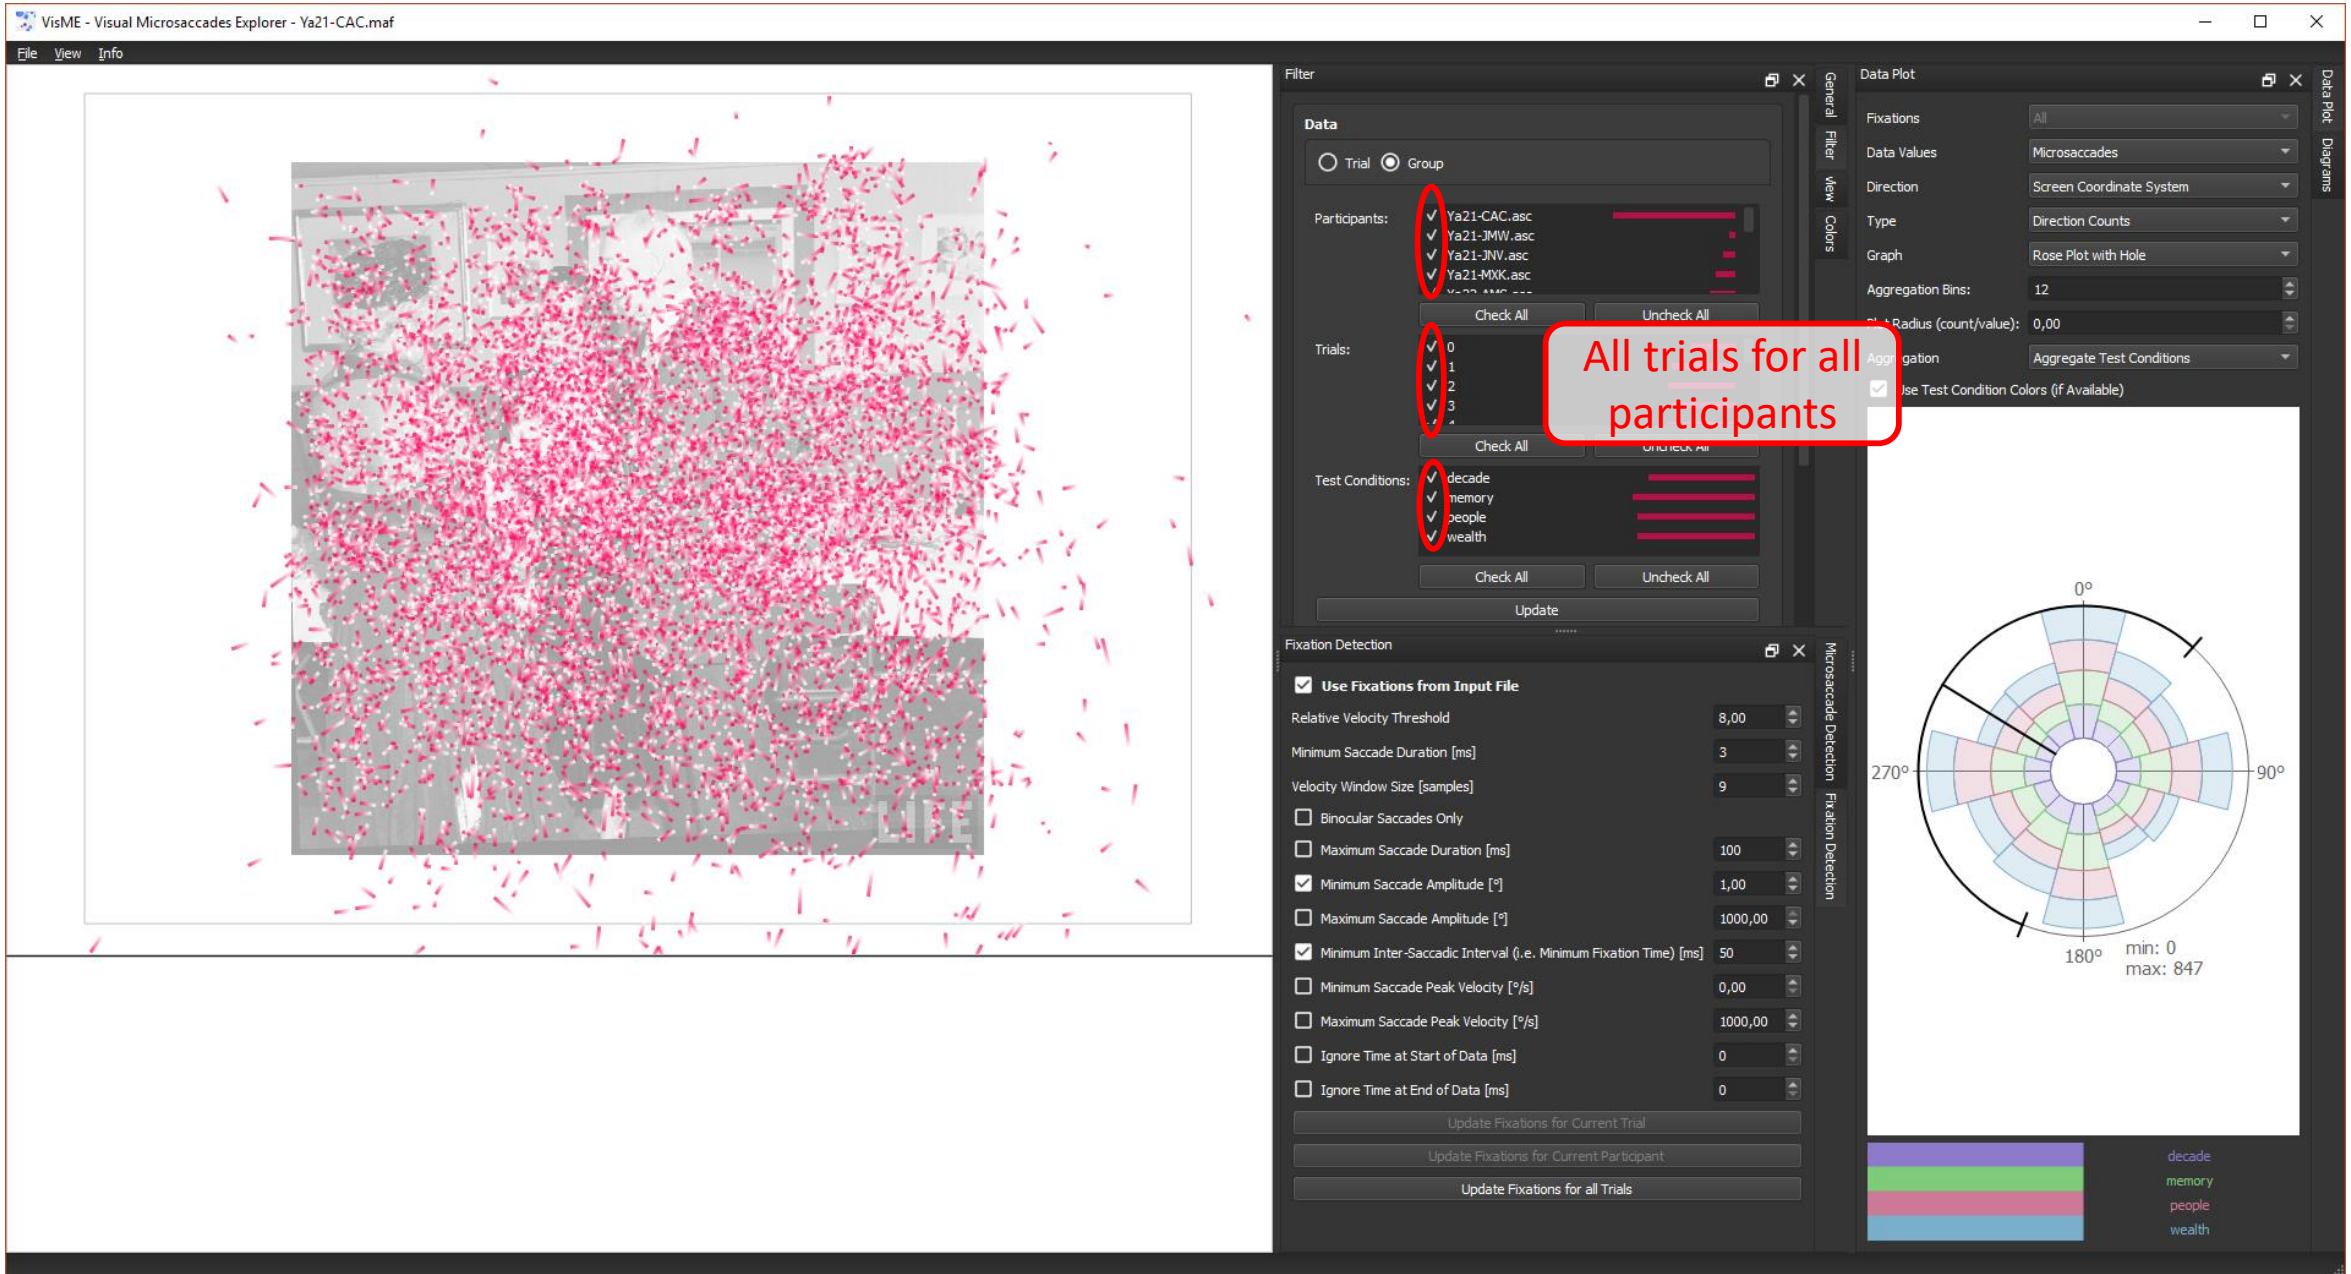 VisME - Visual Microsaccades Explorer - Ya21-CAC.maf
File View Info
Filter
Data
Trial Group
Participants:
Ya21-CAC.asc
Ya21-JMW.asc
Ya21-JNV.asc
Ya21-MXK.asc
Check All Uncheck All
Trials:
0
1
2
3
Check All Uncheck All
Test Conditions:
decade
memory
people
wealth
Check All Uncheck All
Update
All trials for all
participants
General
Filter
View
Colors
Fixation Detection
Use Fixations from Input File
Relative Velocity Threshold 8,00
Minimum Saccade Duration [ms] 3
Velocity Window Size [samples] 9
Binocular Saccades Only
Maximum Saccade Duration [ms] 100
Minimum Saccade Amplitude [°] 1,00
Maximum Saccade Amplitude [°] 1000,00
Minimum Inter-Saccadic Interval (i.e. Minimum Fixation Time) [ms] 50
Minimum Saccade Peak Velocity [°/s] 0,00
Maximum Saccade Peak Velocity [°/s] 1000,00
Ignore Time at Start of Data [ms] 0
Ignore Time at End of Data [ms] 0
Update Fixations for Current Trial
Update Fixations for Current Participant
Update Fixations for all Trials
Microsaccade Detection
Fixation Detection
Data Plot
Fixations All
Data Values Microsaccades
Direction Screen Coordinate System
Type Direction Counts
Graph Rose Plot with Hole
Aggregation Bins: 12
Radius (count/value): 0,00
Aggregation Aggregate Test Conditions
Use Test Condition Colors (if Available)
0°
270° 90°
180°
min: 0
max: 847
decade
memory
people
wealth
Data Plot
Diagrams
LIFE